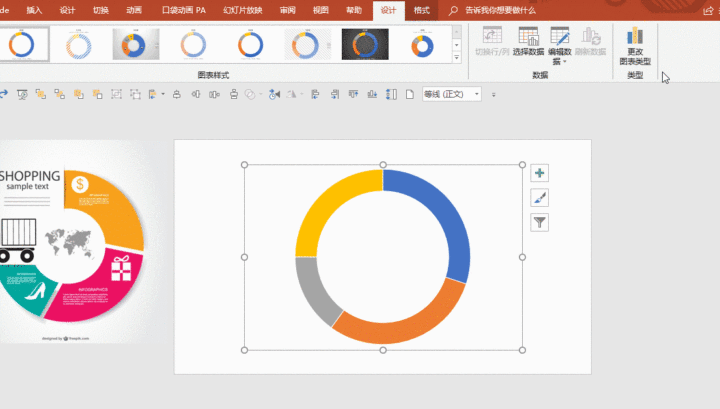 de 插入 设计 切换 动画 口袋动画 PA 幻灯片放映 审阅 视图 帮助 设计 格式 告诉我你想要做什么
切换行/列 选择数据 编辑数据 刷新数据 更改图表类型
图表样式 数据 类型
等线 (正文)
SHOPPING
sample text
$
INFOGRAPHICS
designed by freepik.com